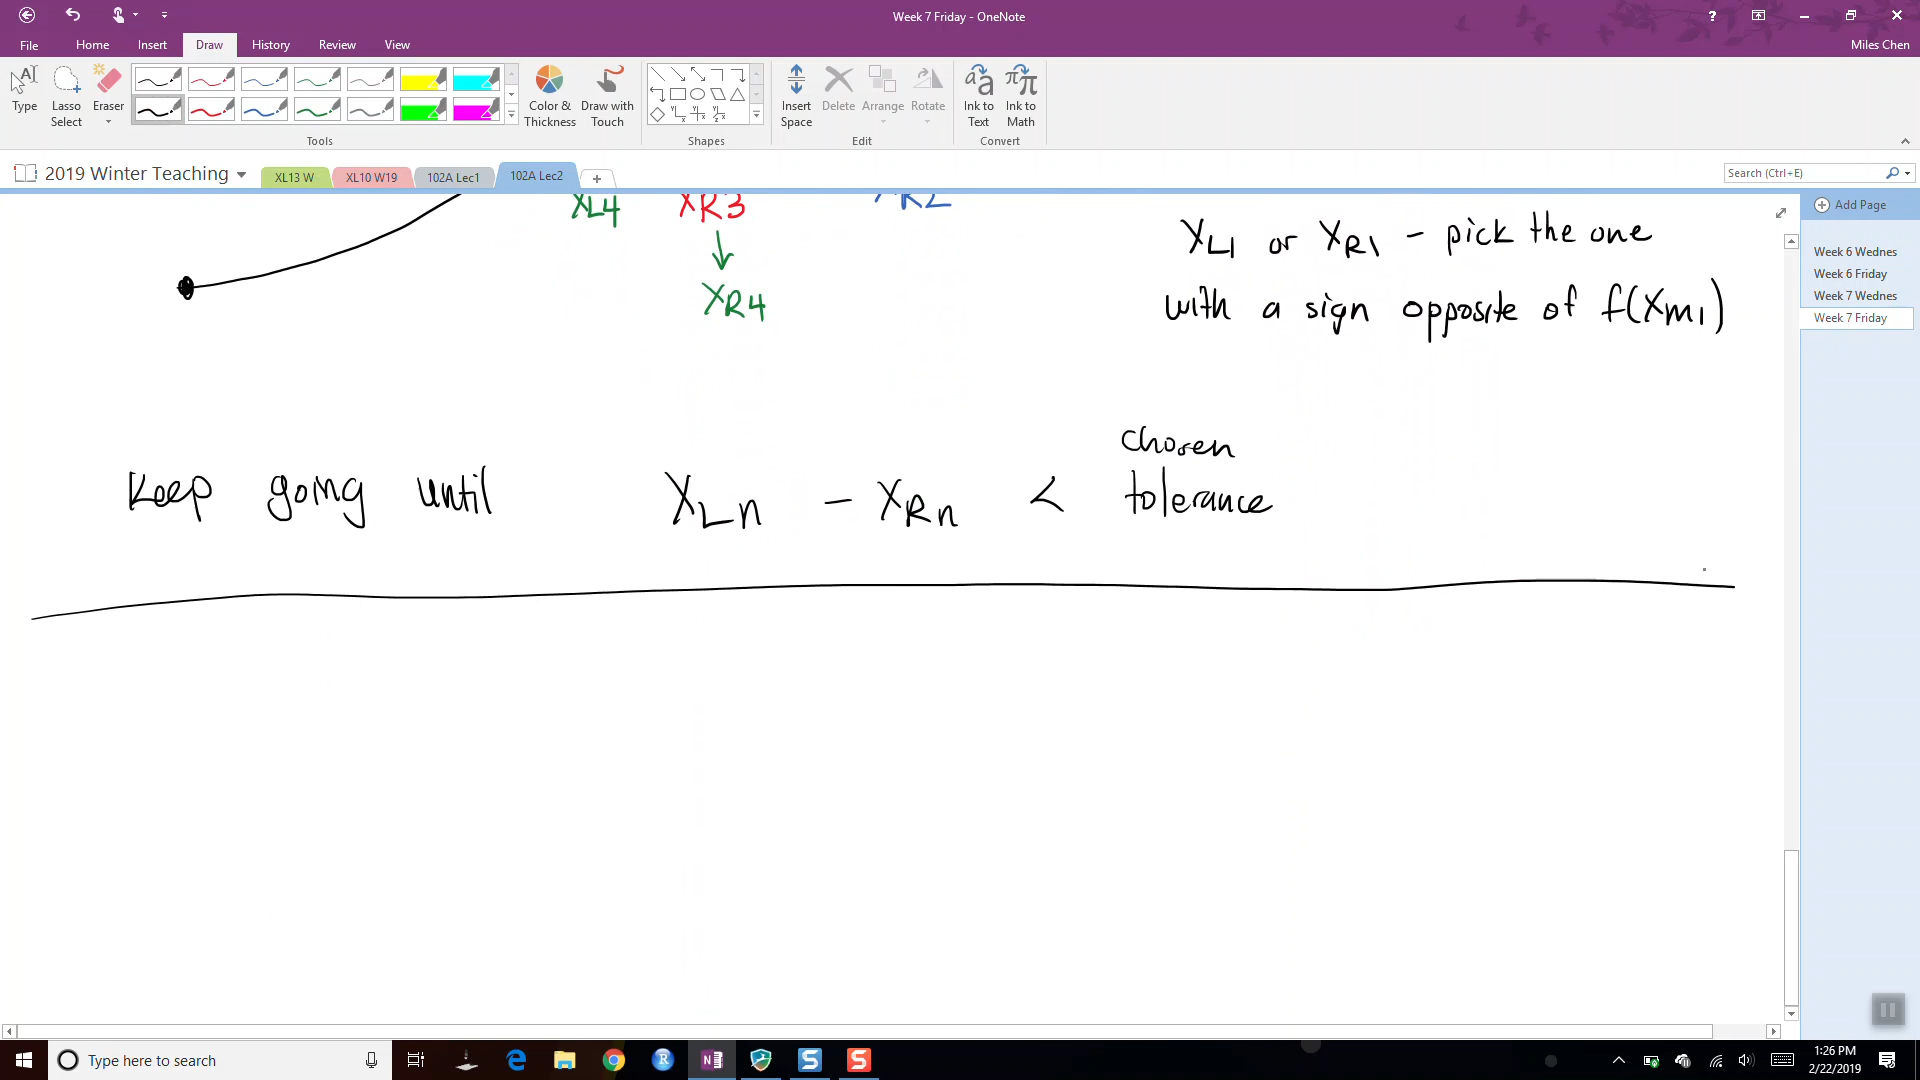 Week 7 Friday - OneNote
File Home Insert Draw History Review View
Miles Chen
Type
Lasso Select
Eraser
Color & Thickness
Draw with Touch
Insert Space
Delete
Arrange
Rotate
Ink to Text
Ink to Math
Tools
Shapes
Edit
Convert
2019 Winter Teaching
XL13 W
XL10 W19
102A Lec1
102A Lec2
Search (Ctrl+E)
Add Page
Week 6 Wednes
Week 6 Friday
Week 7 Wednes
Week 7 Friday
XL4 XR3 XR2
XR4
XL1 or XR1 - pick the one
with a sign opposite of f(Xm1)
Keep going until XLn - XRn < chosen tolerance
Type here to search
1:26 PM
2/22/2019